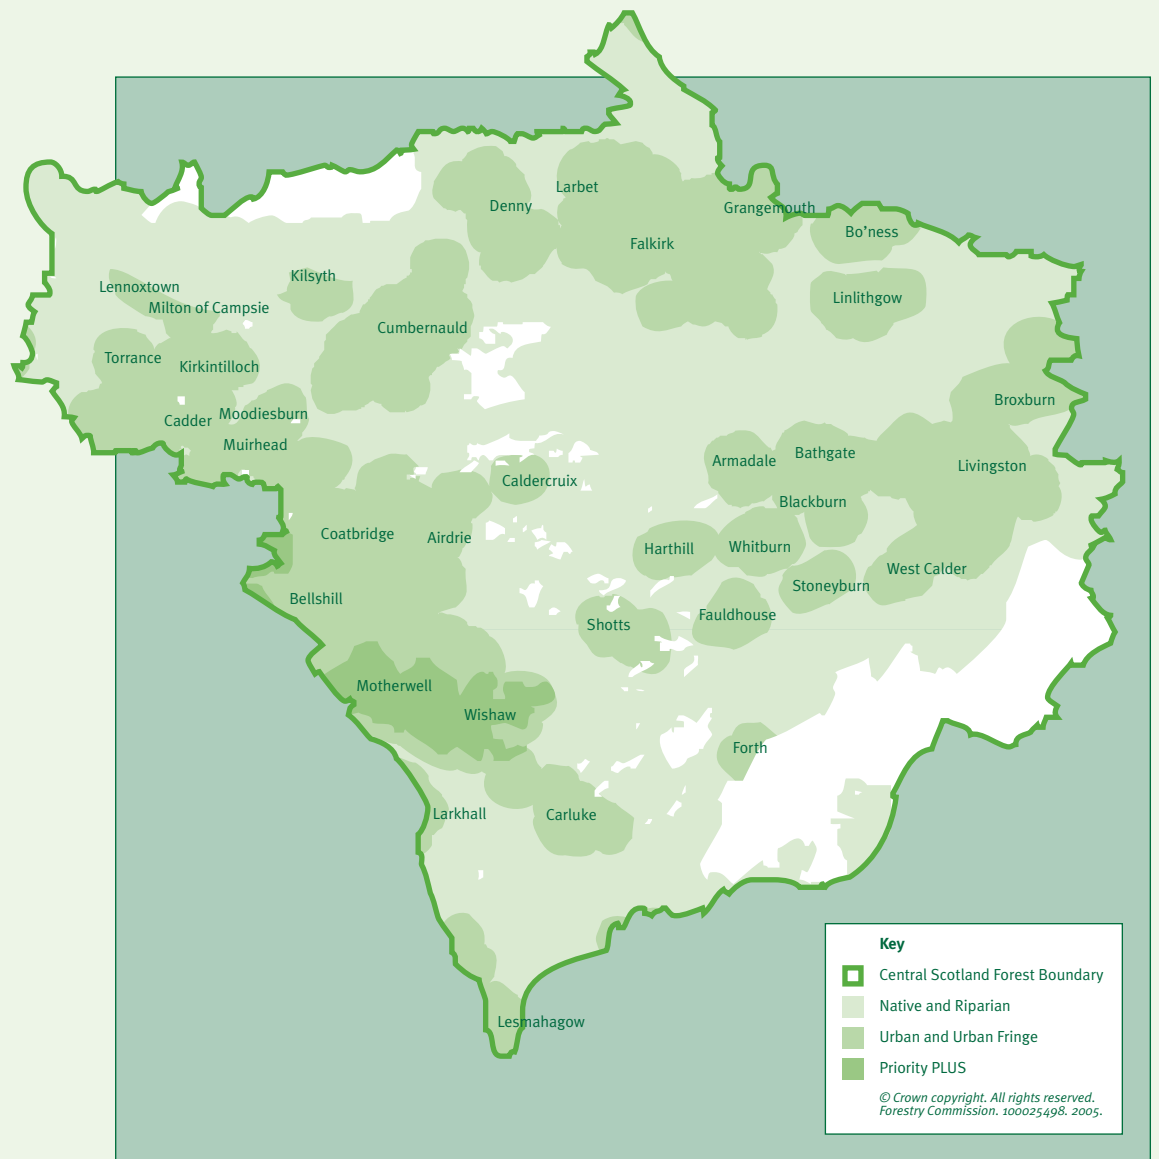 Larbet
Denny
Grangemouth
Bo’ness
Falkirk
Kilsyth
Lennoxtown
Linlithgow
Milton of Campsie
Cumbernauld
Torrance
Kirkintilloch
Broxburn
Moodiesburn
Cadder
Muirhead
Bathgate
Armadale
Livingston
Caldercruix
Blackburn
Coatbridge
Airdrie
Harthill
Whitburn
West Calder
Stoneyburn
Bellshill
Fauldhouse
Shotts
Motherwell
Wishaw
Forth
Larkhall
Carluke
Lesmahagow
Key
Central Scotland Forest Boundary
Native and Riparian
Urban and Urban Fringe
Priority PLUS
© Crown copyright. All rights reserved.
Forestry Commission. 100025498. 2005.